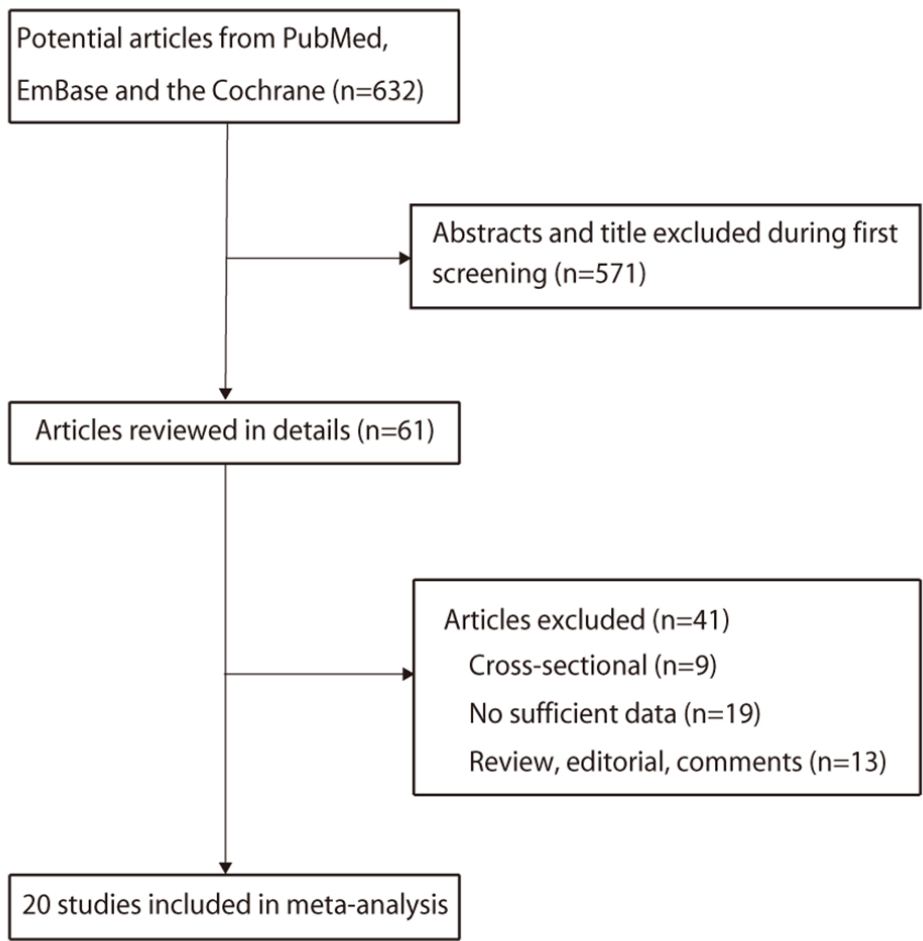 Potential articles from PubMed,
EmBase and the Cochrane (n=632)
Abstracts and title excluded during first
screening (n=571)
Articles reviewed in details (n=61)
Articles excluded (n=41)
Cross-sectional (n=9)
No sufficient data (n=19)
Review, editorial, comments (n=13)
20 studies included in meta-analysis